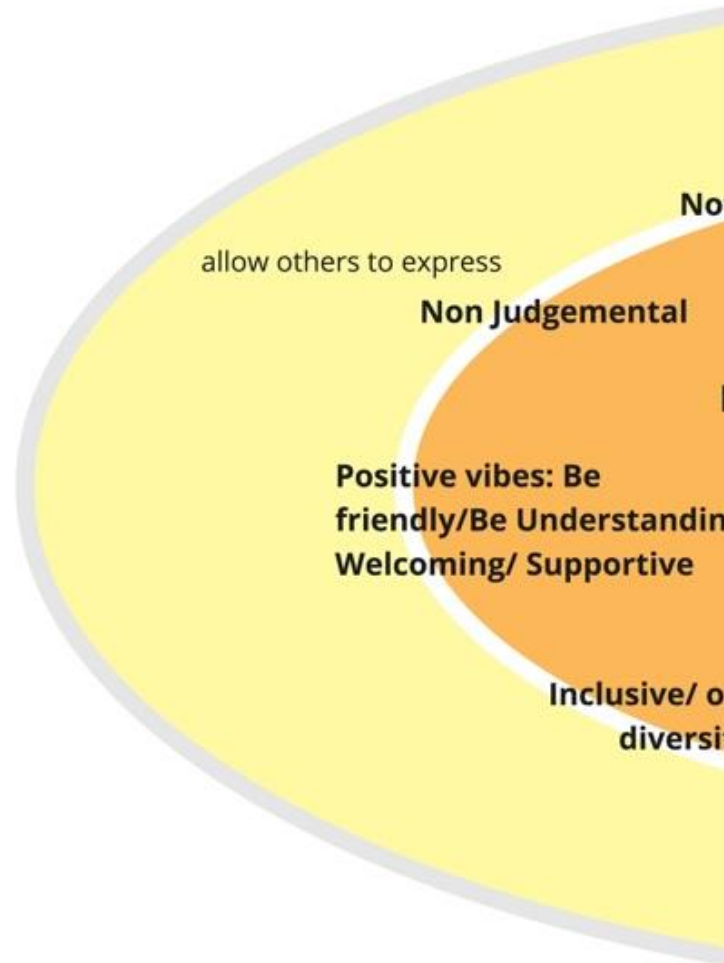 No
allow others to express
Non Judgemental
Positive vibes: Be
friendly/Be Understandin
Welcoming/ Supportive
Inclusive/ o
diversi